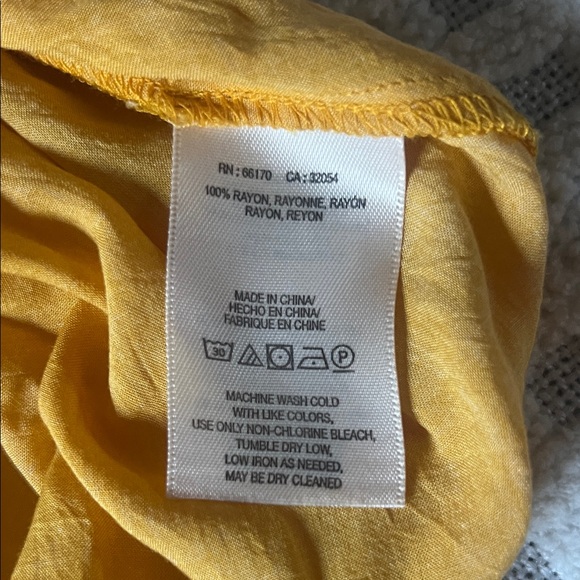 RN : 66170 CA : 32054
100% RAYON, RAYONNE, RAYÓN
RAYON, REYON
MADE IN CHINA/
HECHO EN CHINA/
FABRIQUE EN CHINE
30 P
MACHINE WASH COLD
WITH LIKE COLORS,
USE ONLY NON-CHLORINE BLEACH,
TUMBLE DRY LOW,
LOW IRON AS NEEDED,
MAY BE DRY CLEANED